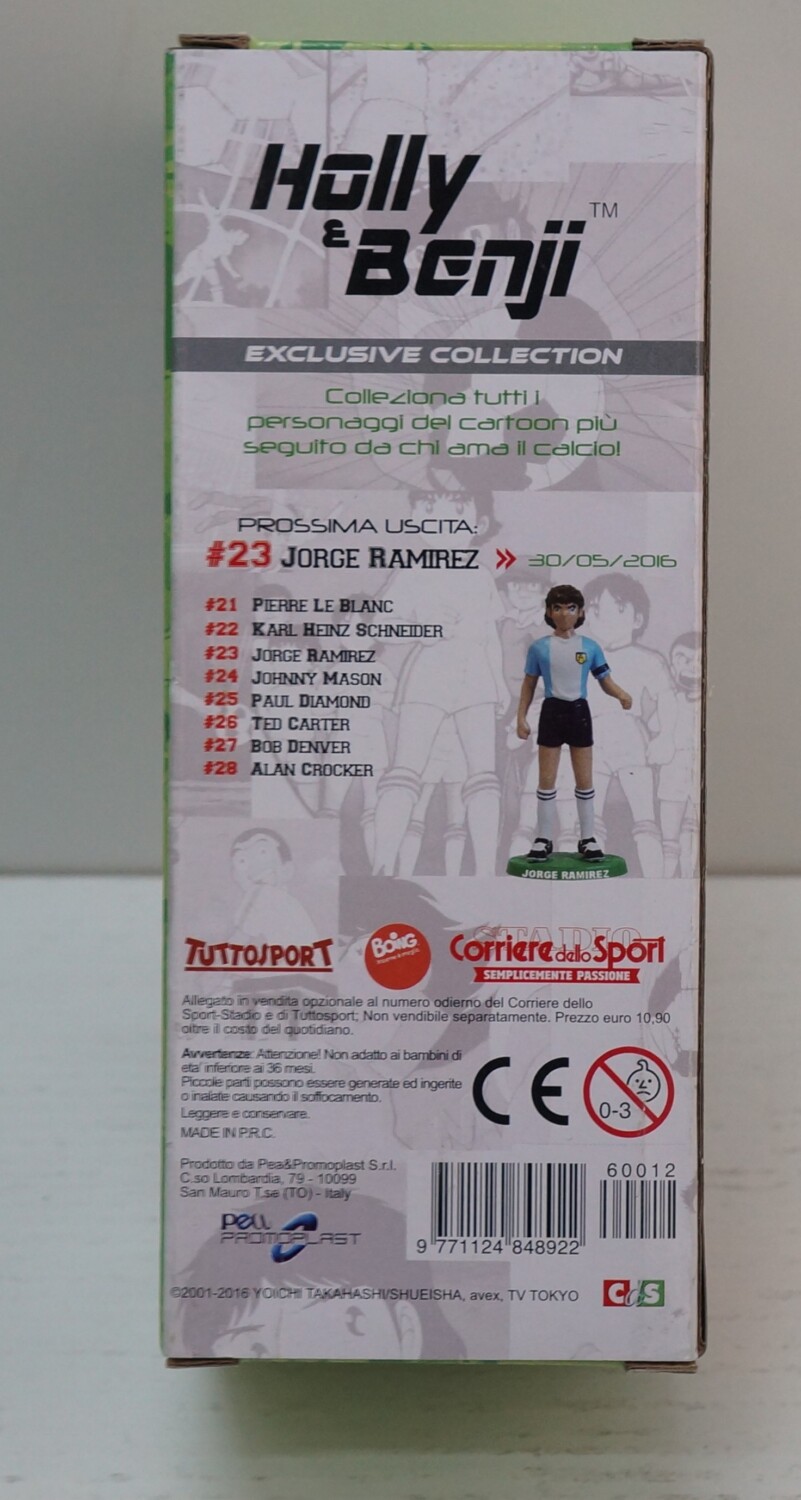 Holly
& Benji™
EXCLUSIVE COLLECTION
Colleziona tutti i
personaggi del cartoon più
seguito da chi ama il calcio!
PROSSIMA USCITA:
#23 JORGE RAMIREZ » 30/05/2016
#21 PIERRE LE BLANC
#22 KARL HEINZ SCHNEIDER
#23 JORGE RAMIREZ
#24 JOHNNY MASON
#25 PAUL DIAMOND
#26 TED CARTER
#27 BOB DENVER
#28 ALAN CROCKER
JORGE RAMIREZ
TUTTOSPORT
BOING
STADIO
Corriere dello Sport
SEMPLICEMENTE PASSIONE
Allegato in vendita opzionale al numero odierno del Corriere dello
Sport-Stadio e di Tuttosport; Non vendibile separatamente. Prezzo euro 10,90
oltre il costo del quotidiano.
Avvertenze: Attenzione! Non adatto ai bambini di
eta' inferiore ai 36 mesi.
Piccole parti possono essere generate ed ingerite
o inalate causando il soffocamento.
Leggere e conservare.
MADE IN P.R.C.
CE
0-3
Prodotto da Pea&Promoplast S.r.l.
C.so Lombardia, 79 - 10099
San Mauro T.se (TO) - Italy
pea
PROMOPLAST
60012
9 771124 848922
©2001-2016 YOICHI TAKAHASHI/SHUEISHA, avex, TV TOKYO
CdS